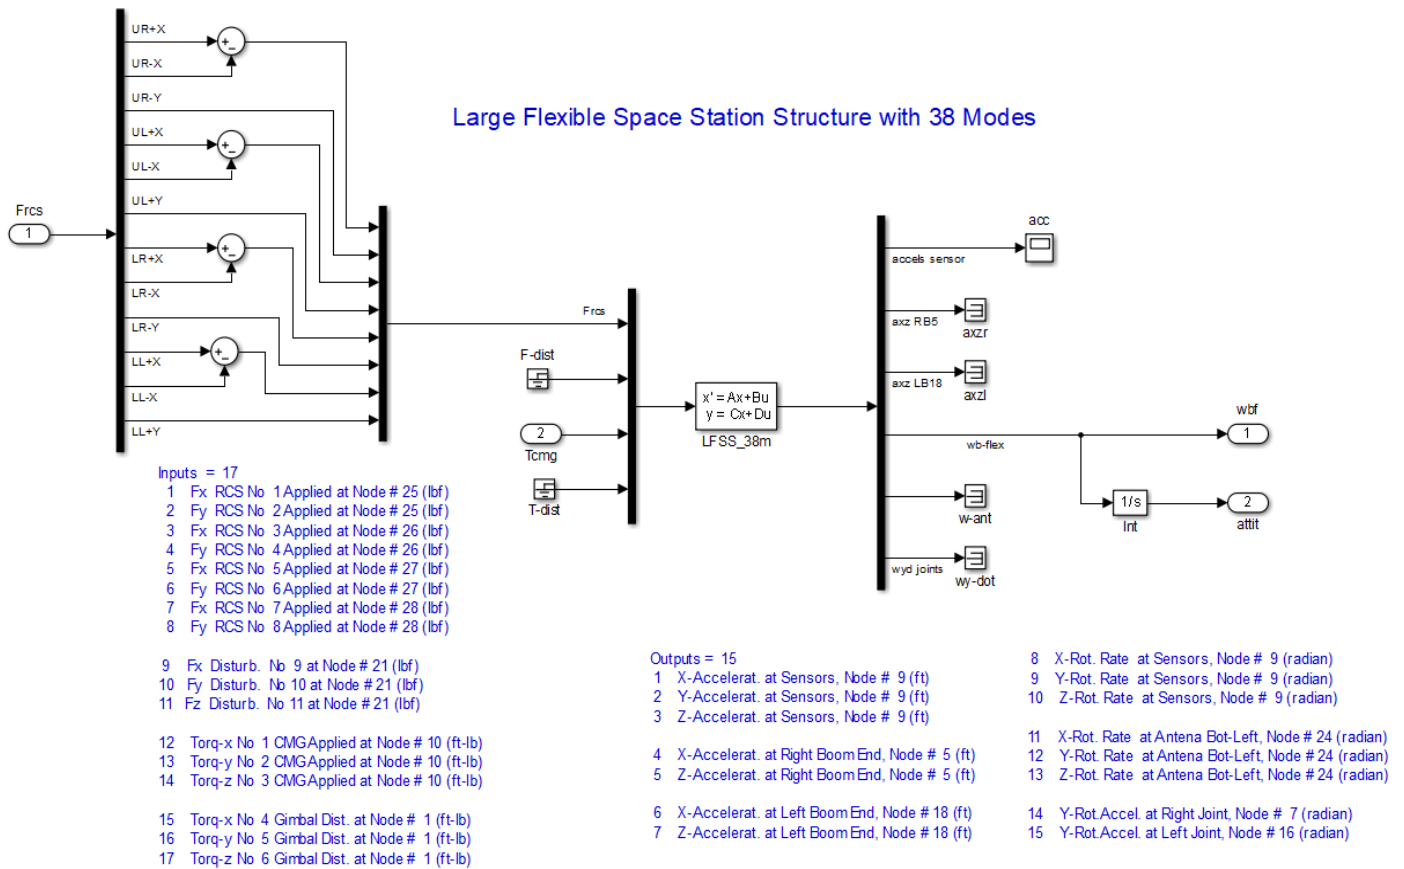 UR+X
UR-X
UR-Y
UL+X
UL-X
UL+Y
LR+X
LR-X
LR-Y
LL+X
LL-X
LL+Y
Frcs
1
Large Flexible Space Station Structure with 38 Modes
Frcs
F-dist
2
Tcmg
T-dist
x' = Ax+Bu
y = Cx+Du
LFSS_38m
acc
accels sensor
axz RB5
axzr
axz LB18
axzl
wb-flex
wbf
1
1/s
Int
2
attit
w-ant
wyd joints
wy-dot
Inputs = 17
1 Fx RCS No 1 Applied at Node # 25 (lbf)
2 Fy RCS No 2 Applied at Node # 25 (lbf)
3 Fx RCS No 3 Applied at Node # 26 (lbf)
4 Fy RCS No 4 Applied at Node # 26 (lbf)
5 Fx RCS No 5 Applied at Node # 27 (lbf)
6 Fy RCS No 6 Applied at Node # 27 (lbf)
7 Fx RCS No 7 Applied at Node # 28 (lbf)
8 Fy RCS No 8 Applied at Node # 28 (lbf)
9 Fx Disturb. No 9 at Node # 21 (lbf)
10 Fy Disturb. No 10 at Node # 21 (lbf)
11 Fz Disturb. No 11 at Node # 21 (lbf)
12 Torq-x No 1 CMG Applied at Node # 10 (ft-lb)
13 Torq-y No 2 CMG Applied at Node # 10 (ft-lb)
14 Torq-z No 3 CMG Applied at Node # 10 (ft-lb)
15 Torq-x No 4 Gimbal Dist. at Node # 1 (ft-lb)
16 Torq-y No 5 Gimbal Dist. at Node # 1 (ft-lb)
17 Torq-z No 6 Gimbal Dist. at Node # 1 (ft-lb)
Outputs = 15
1 X-Accelerat. at Sensors, Node # 9 (ft)
2 Y-Accelerat. at Sensors, Node # 9 (ft)
3 Z-Accelerat. at Sensors, Node # 9 (ft)
4 X-Accelerat. at Right Boom End, Node # 5 (ft)
5 Z-Accelerat. at Right Boom End, Node # 5 (ft)
6 X-Accelerat. at Left Boom End, Node # 18 (ft)
7 Z-Accelerat. at Left Boom End, Node # 18 (ft)
8 X-Rot. Rate at Sensors, Node # 9 (radian)
9 Y-Rot. Rate at Sensors, Node # 9 (radian)
10 Z-Rot. Rate at Sensors, Node # 9 (radian)
11 X-Rot. Rate at Antena Bot-Left, Node # 24 (radian)
12 Y-Rot. Rate at Antena Bot-Left, Node # 24 (radian)
13 Z-Rot. Rate at Antena Bot-Left, Node # 24 (radian)
14 Y-Rot.Accel. at Right Joint, Node # 7 (radian)
15 Y-Rot.Accel. at Left Joint, Node # 16 (radian)